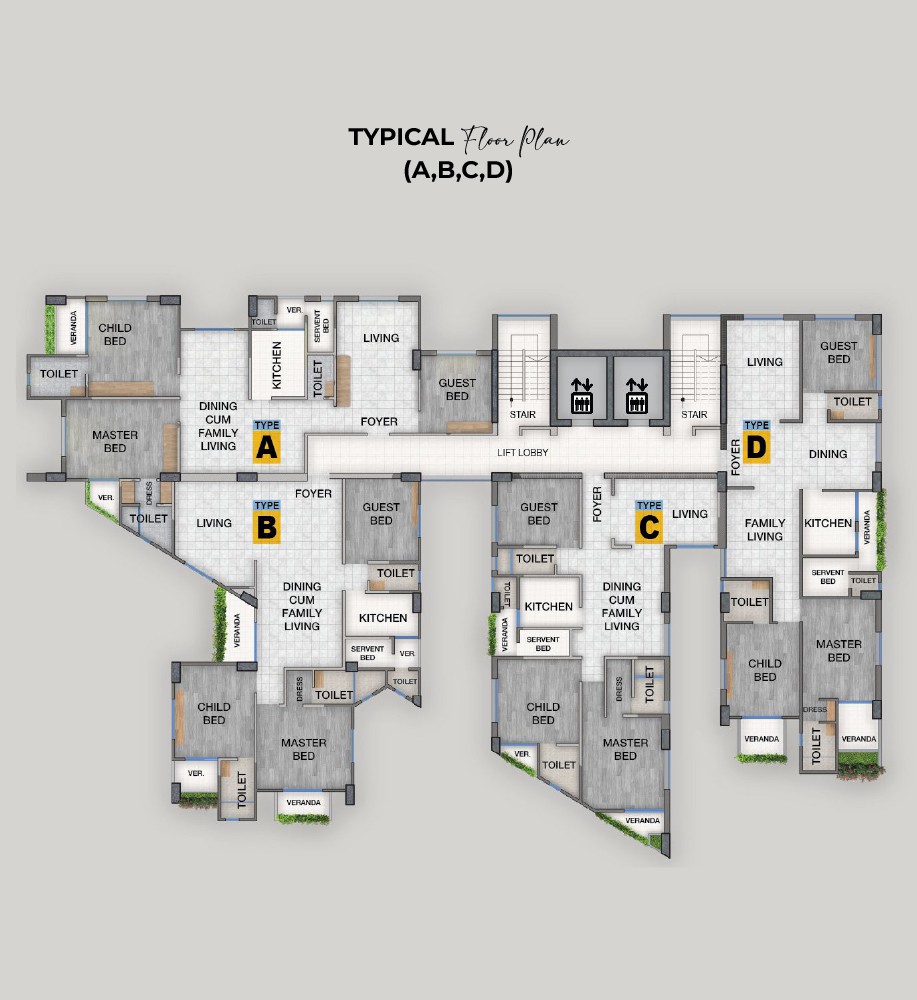 TYPICAL Floor Plan
(A,B,C,D)
VERANDA
CHILD
BED
TOILET
MASTER
BED
VER.
DRESS
TOILET
DINING
CUM
FAMILY
LIVING
TYPE
A
TOILET
VER.
SERVENT
BED
KITCHEN
TOILET
LIVING
FOYER
GUEST
BED
STAIR
STAIR
LIFT LOBBY
LIVING
FOYER
TYPE
B
GUEST
BED
TOILET
DINING
CUM
FAMILY
LIVING
KITCHEN
VERANDA
SERVENT
BED
VER.
TOILET
DRESS
TOILET
CHILD
BED
MASTER
BED
VER.
TOILET
VERANDA
GUEST
BED
FOYER
TYPE
C
LIVING
TOILET
TOILET
KITCHEN
DINING
CUM
FAMILY
LIVING
VERANDA
SERVENT
BED
CHILD
BED
DRESS
TOILET
MASTER
BED
VER.
TOILET
VERANDA
LIVING
GUEST
BED
TOILET
TYPE
D
FOYER
DINING
FAMILY
LIVING
KITCHEN
VERANDA
SERVENT
BED
TOILET
TOILET
CHILD
BED
MASTER
BED
DRESS
VERANDA
TOILET
VERANDA